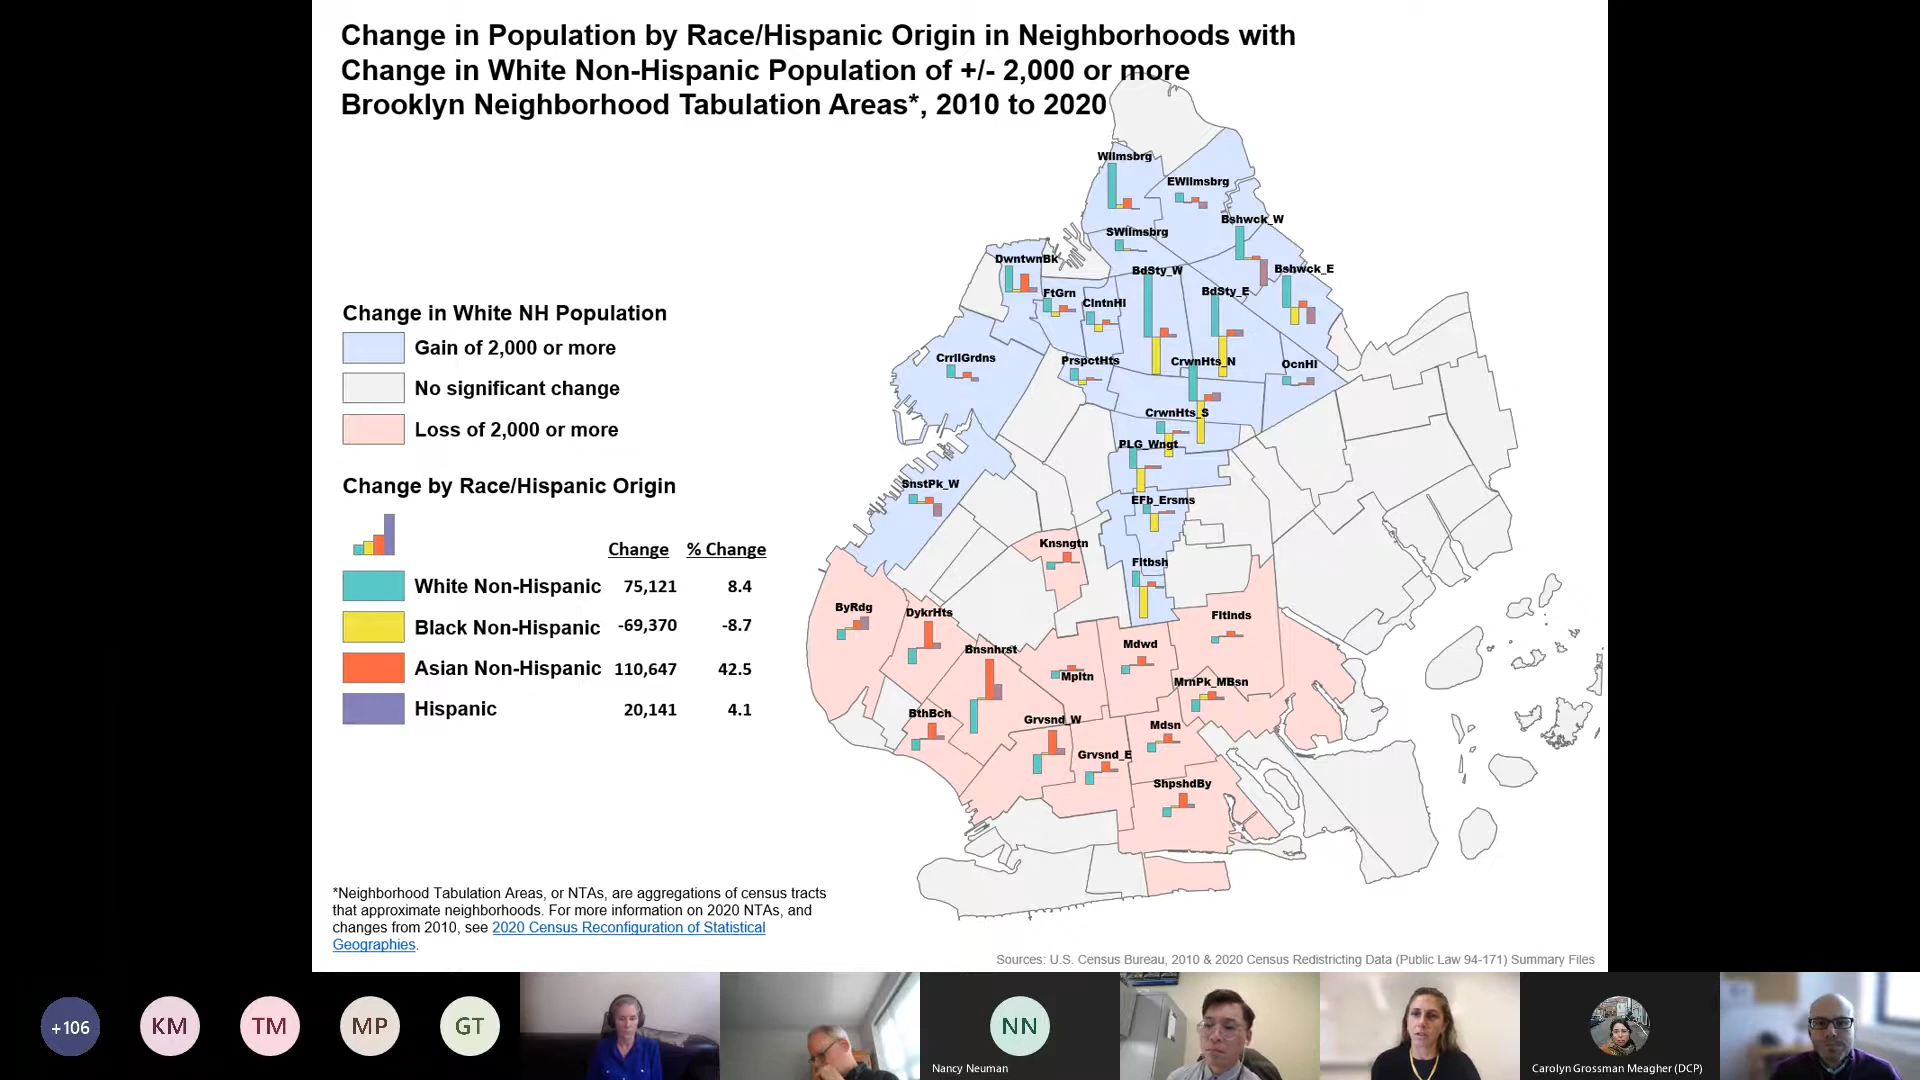 Change in Population by Race/Hispanic Origin in Neighborhoods with
Change in White Non-Hispanic Population of +/- 2,000 or more
Brooklyn Neighborhood Tabulation Areas*, 2010 to 2020
Wllmsbrg
EWllmsbrg
Bshwck_W
SWllmsbrg
DwntwnBk
BdSty_W
Bshwck_E
FtGrn
ClntnHl
BdSty_E
CrrllGrdns
PrspctHts
CrwnHts_N
OcnHl
CrwnHts_S
PLG_Wngt
SnstPk_W
EFb_Ersms
Knsngtn
Fltbsh
ByRdg
DykrHts
Fltlnds
Bnsnhrst
Mdwd
Mpltn
MrnPk_MBsn
BthBch
Grvsnd_W
Mdsn
Grvsnd_E
ShpshdBy
Change in White NH Population
Gain of 2,000 or more
No significant change
Loss of 2,000 or more
Change by Race/Hispanic Origin
Change % Change
White Non-Hispanic 75,121 8.4
Black Non-Hispanic -69,370 -8.7
Asian Non-Hispanic 110,647 42.5
Hispanic 20,141 4.1
*Neighborhood Tabulation Areas, or NTAs, are aggregations of census tracts
that approximate neighborhoods. For more information on 2020 NTAs, and
changes from 2010, see 2020 Census Reconfiguration of Statistical
Geographies.
Sources: U.S. Census Bureau, 2010 & 2020 Census Redistricting Data (Public Law 94-171) Summary Files
+106
KM
TM
MP
GT
NN
Nancy Neuman
Carolyn Grossman Meagher (DCP)